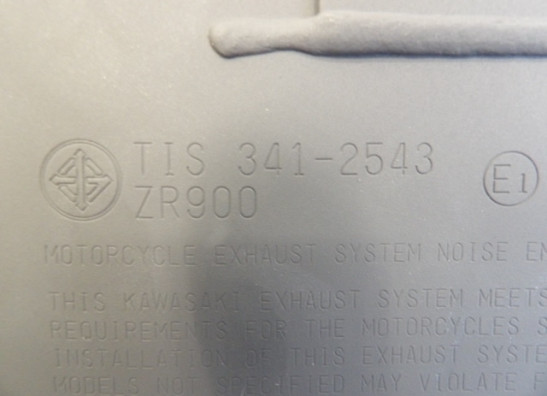 TIS 341-2543
ZR900
E1
MOTORCYCLE EXHAUST SYSTEM NOISE
THIS KAWASAKI EXHAUST SYSTEM MEETS
REQUIREMENTS FOR THE MOTORCYCLES
INSTALLATION OF THIS EXHAUST SYSTE
MODELS NOT SPECIFIED MAY VIOLATE